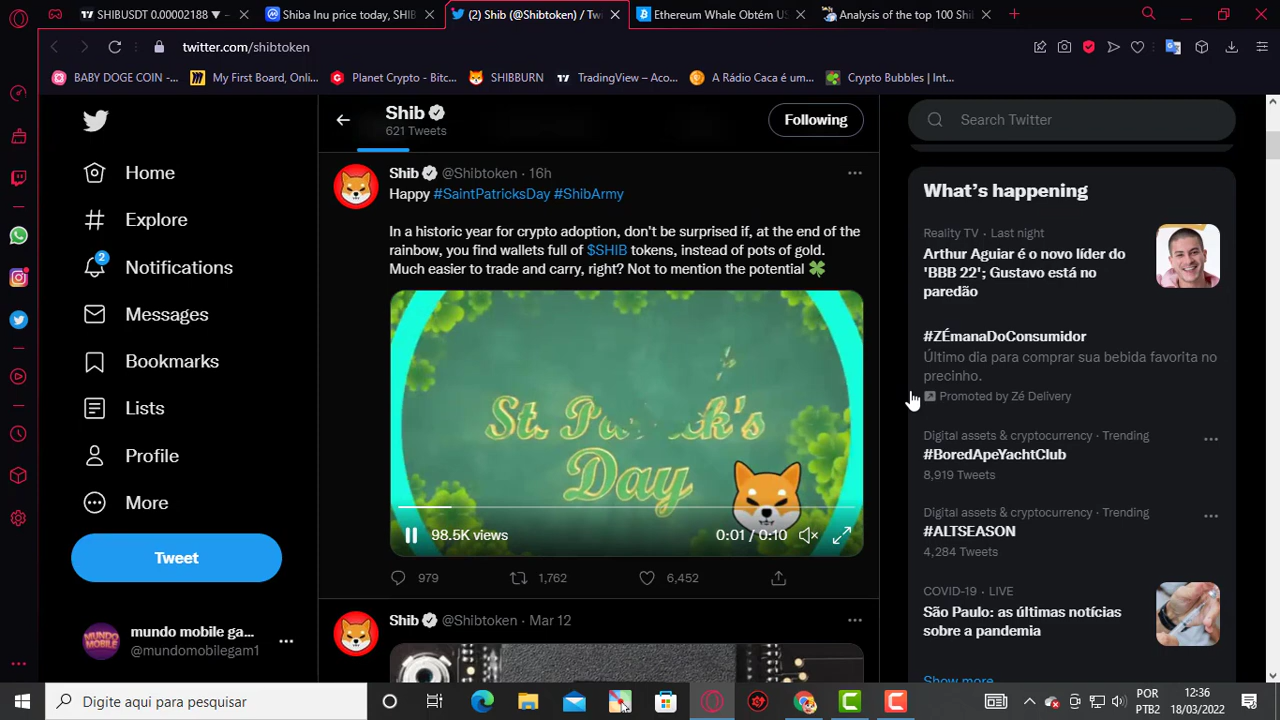 SHIBUSDT 0.00002188 ▼
Shiba Inu price today, SHIB
(2) Shib (@Shibtoken) / Tw
Ethereum Whale Obtém US
Analysis of the top 100 Shi
twitter.com/shibtoken
BABY DOGE COIN -...
My First Board, Onli...
Planet Crypto - Bitc...
SHIBBURN
TradingView – Aco...
A Rádio Caca é um...
Crypto Bubbles | Int...
Home
Explore
2
Notifications
Messages
Bookmarks
Lists
Profile
More
Tweet
MUNDO MOBILE
mundo mobile ga...
@mundomobilegam1
Shib
621 Tweets
Following
Shib @Shibtoken · 16h
Happy #SaintPatricksDay #ShibArmy
In a historic year for crypto adoption, don't be surprised if, at the end of the
rainbow, you find wallets full of $SHIB tokens, instead of pots of gold.
Much easier to trade and carry, right? Not to mention the potential 🍀
Day
98.5K views
0:01 / 0:10
979
1,762
6,452
Shib @Shibtoken · Mar 12
Search Twitter
What's happening
Reality TV · Last night
Arthur Aguiar é o novo líder do
'BBB 22'; Gustavo está no
paredão
#ZÉmanaDoConsumidor
Último dia para comprar sua bebida favorita no
precinho.
Promoted by Zé Delivery
Digital assets & cryptocurrency · Trending
#BoredApeYachtClub
8,919 Tweets
Digital assets & cryptocurrency · Trending
#ALTSEASON
4,284 Tweets
COVID-19 · LIVE
São Paulo: as últimas notícias
sobre a pandemia
Show more
Digite aqui para pesquisar
POR
PTB2
12:36
18/03/2022